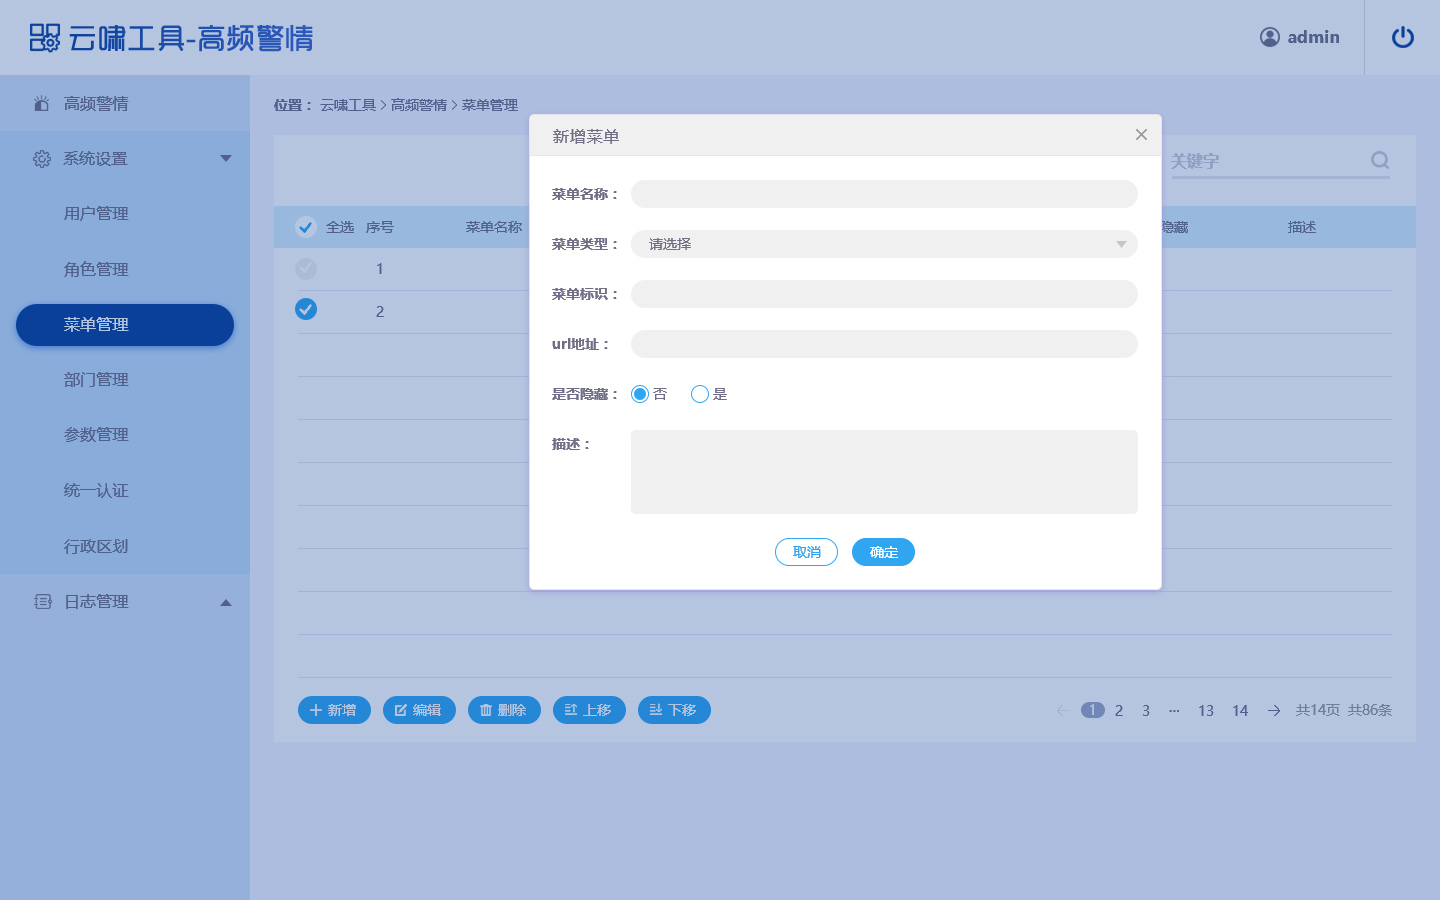 云啸工具-高频警情
admin
高频警情
系统设置
用户管理
角色管理
菜单管理
部门管理
参数管理
统一认证
行政区划
日志管理
位置： 云啸工具 > 高频警情 > 菜单管理
关键字
全选 序号 菜单名称 隐藏 描述
1
2
新增菜单
菜单名称：
菜单类型： 请选择
菜单标识：
url地址：
是否隐藏： 否 是
描述：
取消 确定
新增 编辑 删除 上移 下移
1 2 3 ··· 13 14 共14页 共86条